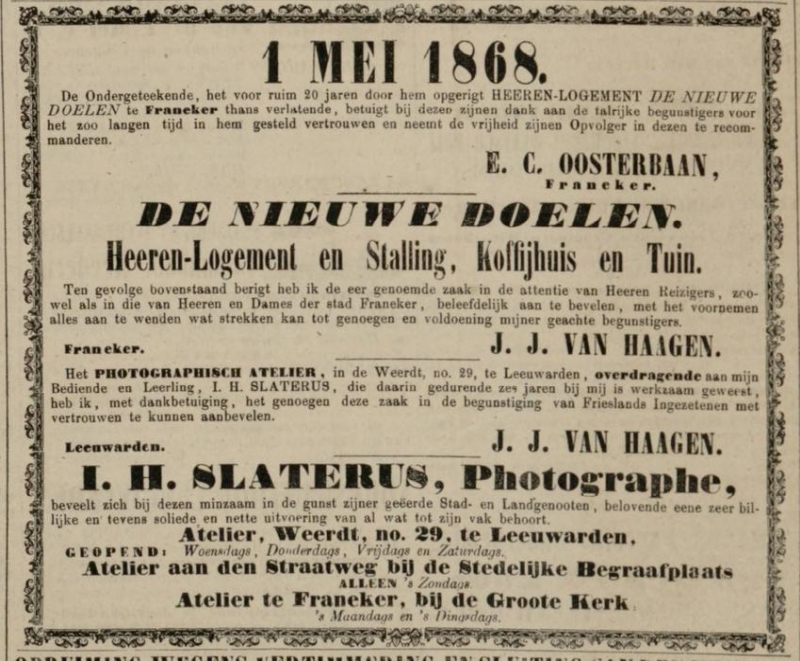 1 MEI 1868.
De Ondergeteekende, het voor ruim 20 jaren door hem opgerigt HEEREN-LOGEMENT DE NIEUWE
DOELEN te Franeker thans verlatende, betuigt bij dezen zijnen dank aan de talrijke begunstigers voor
het zoo langen tijd in hem gesteld vertrouwen en neemt de vrijheid zijnen Opvolger in dezen te recom-
manderen.
E. C. OOSTERBAAN,
Franeker.
DE NIEUWE DOELEN.
Heeren-Logement en Stalling, Koffijhuis en Tuin.
Ten gevolge bovenstaand berigt heb ik de eer genoemde zaak in de attentie van Heeren Reizigers, zoo-
wel als in die van Heeren en Dames der stad Franeker, beleefdelijk aan te bevelen, met het voornemen
alles aan te wenden wat strekken kan tot genoegen en voldoening mijner geachte begunstigers.
Franeker. J. J. VAN HAAGEN.
Het PHOTOGRAPHISCH ATELIER, in de Weerdt, no. 29, te Leeuwarden, overdragende aan mijn
Bediende en Leerling, I. H. SLATERUS, die daarin gedurende zes jaren bij mij is werkzaam geweest,
heb ik, met dankbetuiging, het genoegen deze zaak in de begunstiging van Frieslands Ingezetenen met
vertrouwen te kunnen aanbevelen.
Leeuwarden. J. J. VAN HAAGEN.
I. H. SLATERUS, Photographe,
beveelt zich bij dezen minzaam in de gunst zijner geëerde Stad- en Landgenooten, belovende eene zeer bil-
lijke en tevens soliede en nette uitvoering van al wat tot zijn vak behoort.
Atelier, Weerdt, no. 29, te Leeuwarden,
GEOPEND: Woensdags, Donderdags, Vrijdags en Zaturdags.
Atelier aan den Straatweg bij de Stedelijke Begraafplaats
ALLEEN 's Zondags.
Atelier te Franeker, bij de Groote Kerk
's Maandags en 's Dingsdags.